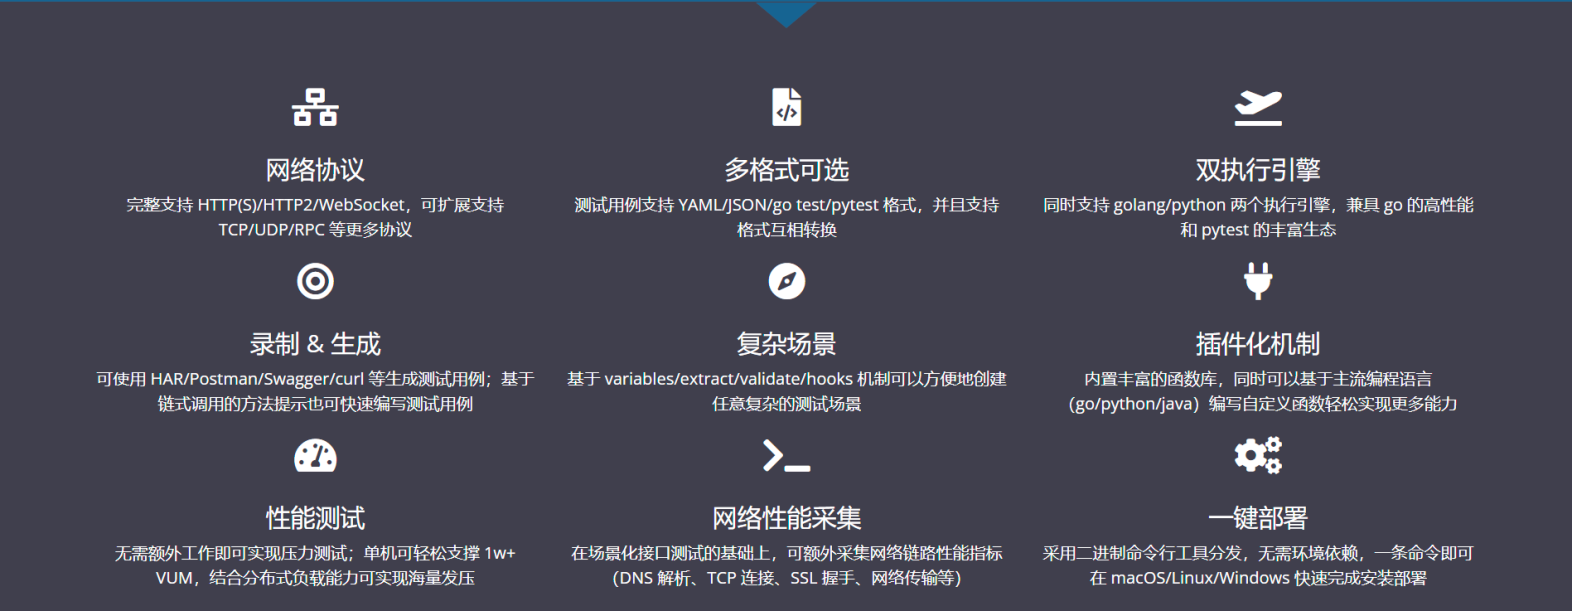 网络协议
完整支持 HTTP(S)/HTTP2/WebSocket，可扩展支持
TCP/UDP/RPC 等更多协议
多格式可选
测试用例支持 YAML/JSON/go test/pytest 格式，并且支持
格式互相转换
双执行引擎
同时支持 golang/python 两个执行引擎，兼具 go 的高性能
和 pytest 的丰富生态
录制 & 生成
可使用 HAR/Postman/Swagger/curl 等生成测试用例；基于
链式调用的方法提示也可快速编写测试用例
复杂场景
基于 variables/extract/validate/hooks 机制可以方便地创建
任意复杂的测试场景
插件化机制
内置丰富的函数库，同时可以基于主流编程语言
（go/python/java）编写自定义函数轻松实现更多能力
性能测试
无需额外工作即可实现压力测试；单机可轻松支撑 1w+
VUM，结合分布式负载能力可实现海量发压
网络性能采集
在场景化接口测试的基础上，可额外采集网络链路性能指标
（DNS 解析、TCP 连接、SSL 握手、网络传输等）
一键部署
采用二进制命令行工具分发，无需环境依赖，一条命令即可
在 macOS/Linux/Windows 快速完成安装部署